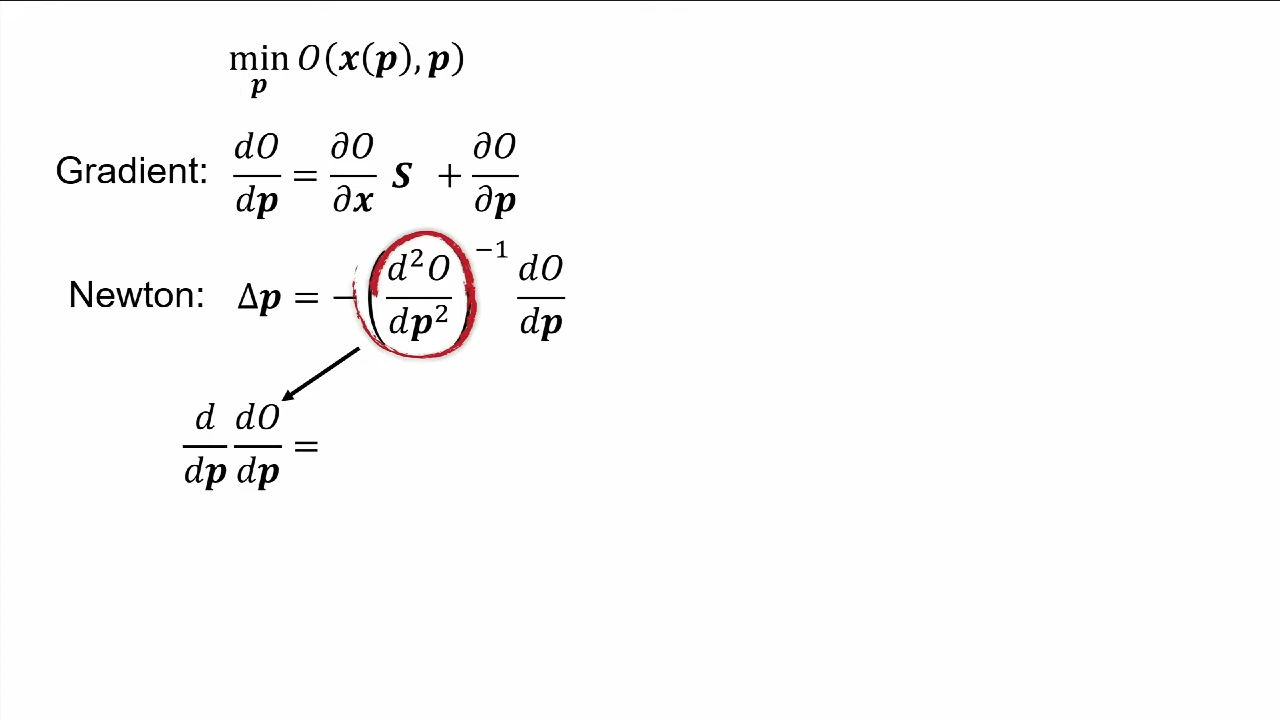 min_𝒑 O(𝒙(𝒑), 𝒑)
Gradient: dO/d𝒑 = ∂O/∂𝒙 𝑺 + ∂O/∂𝒑
Newton: Δ𝒑 = −(d²O/d𝒑²)⁻¹ dO/d𝒑
d/d𝒑 dO/d𝒑 =